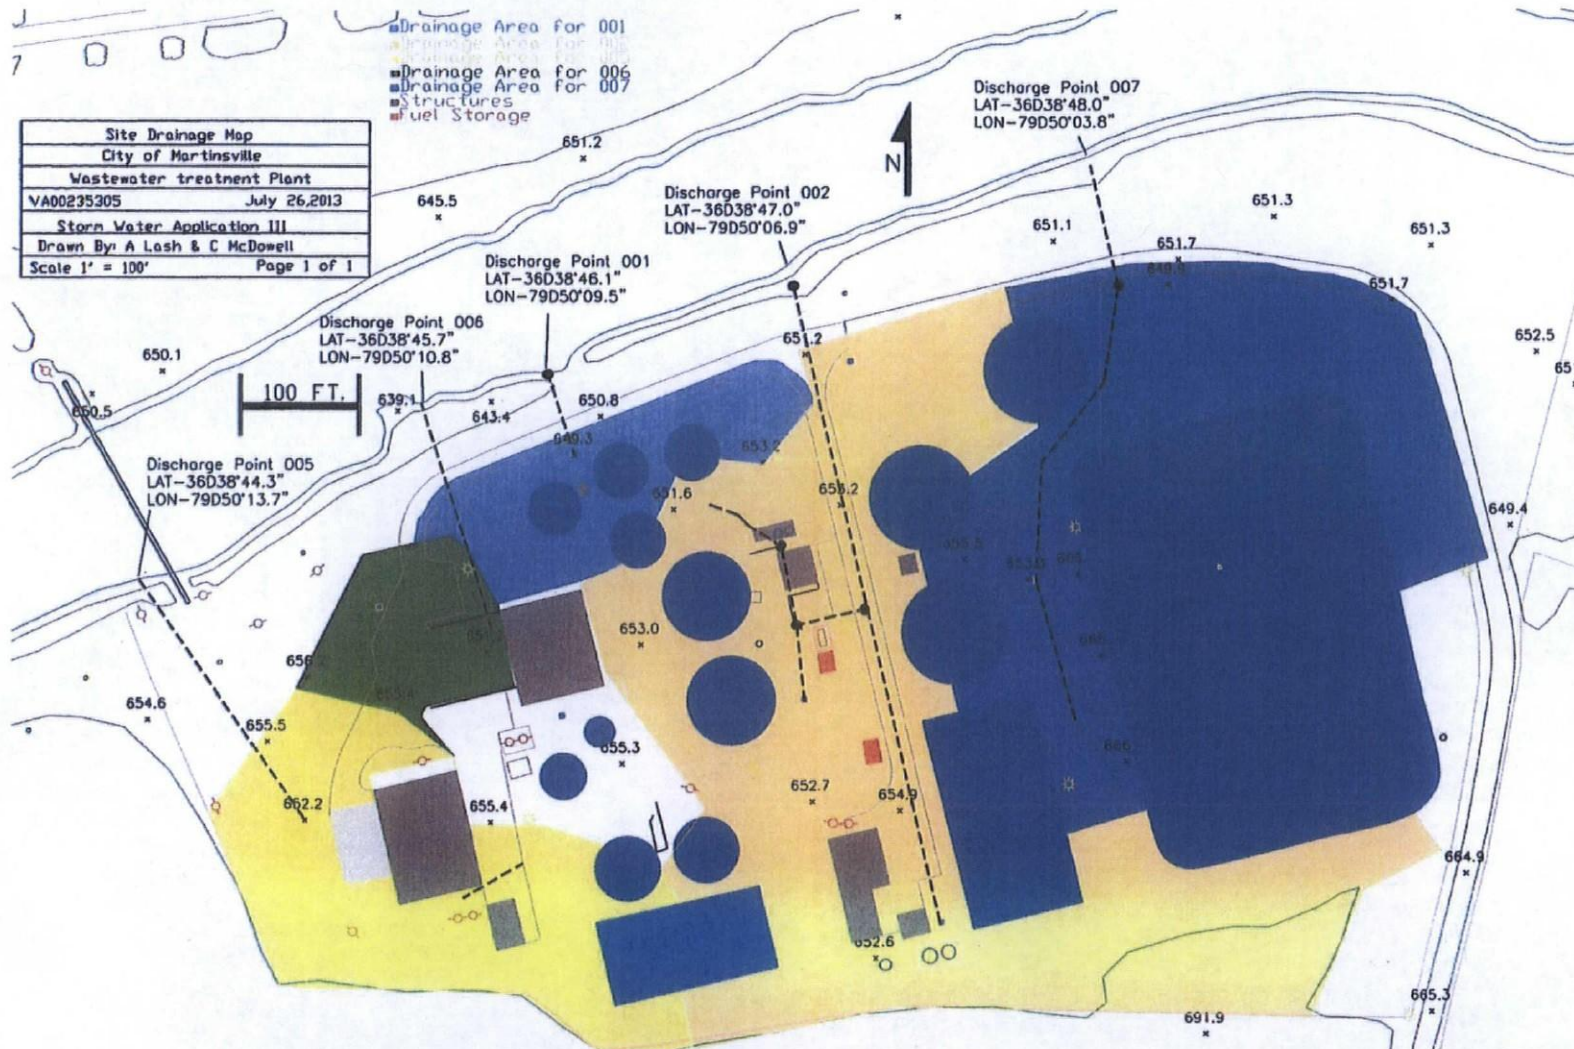 Drainage Area for 001
Drainage Area for 006
Drainage Area for 007
Structures
Fuel Storage
Site Drainage Map
City of Martinsville
Wastewater treatment Plant
VA00235305 July 26,2013
Storm Water Application III
Drawn By: A Lash & C McDowell
Scale 1" = 100' Page 1 of 1
7
Discharge Point 007
LAT-36D38'48.0"
LON-79D50'03.8"
N
651.2
645.5
Discharge Point 002
LAT-36D38'47.0"
LON-79D50'06.9"
651.1
651.3
651.3
651.7
651.7
Discharge Point 001
LAT-36D38'46.1"
LON-79D50'09.5"
Discharge Point 006
LAT-36D38'45.7"
LON-79D50'10.8"
650.1
652.5
100 FT.
650.5
639.1
643.4
650.8
649.3
653.2
Discharge Point 005
LAT-36D38'44.3"
LON-79D50'13.7"
651.6
649.4
653.0
654.6
655.5
655.3
652.2
655.4
652.7
654.9
664.9
652.6
665.3
691.9